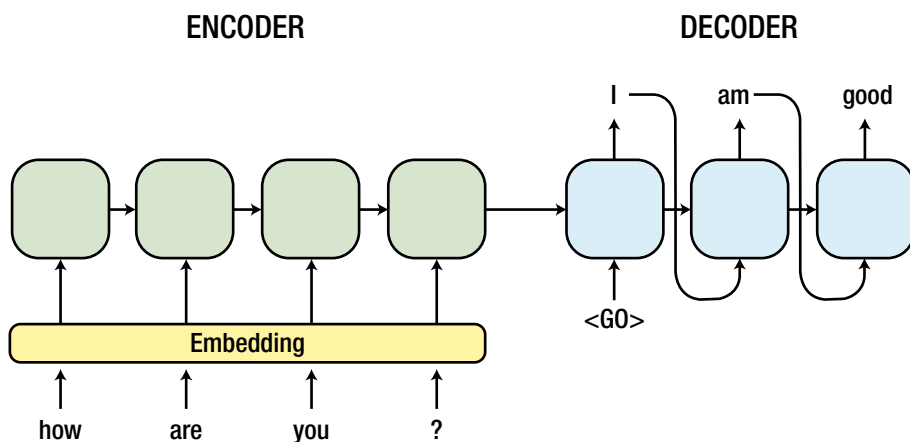 ENCODER DECODER
I am good
<GO>
Embedding
how are you ?